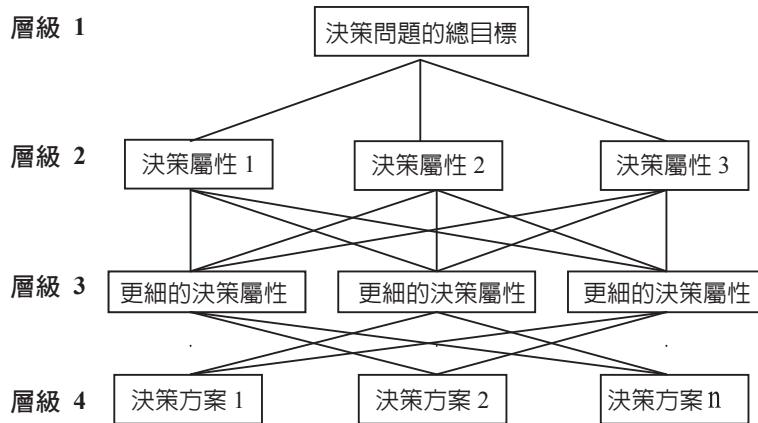 層級 1 決策問題的總目標
層級 2 決策屬性 1 決策屬性 2 決策屬性 3
層級 3 更細的決策屬性 更細的決策屬性 更細的決策屬性
層級 4 決策方案 1 決策方案 2 決策方案 n